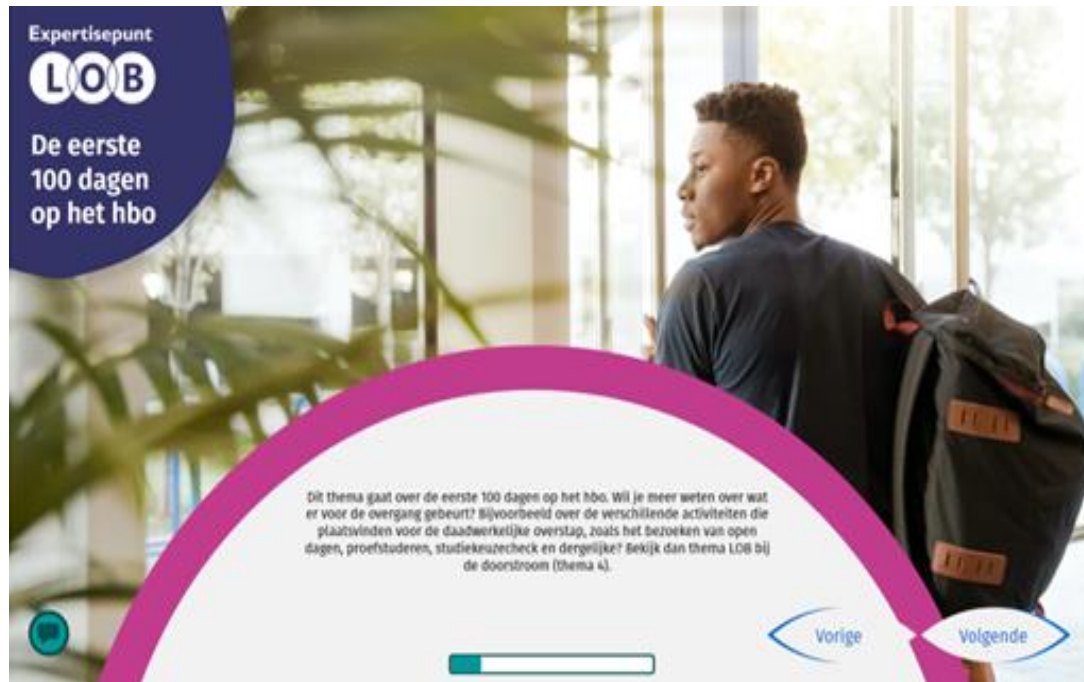 Expertisepunt
LOB
De eerste
100 dagen
op het hbo
Dit thema gaat over de eerste 100 dagen op het hbo. Wil je meer weten over wat
er voor de overgang gebeurt? Bijvoorbeeld over de verschillende activiteiten die
plaatsvinden voor de daadwerkelijke overstap, zoals het bezoeken van open
dagen, proefstuderen, studiekeuzecheck en dergelijke? Bekijk dan thema LOB bij
de doorstroom (thema 4).
Vorige
Volgende